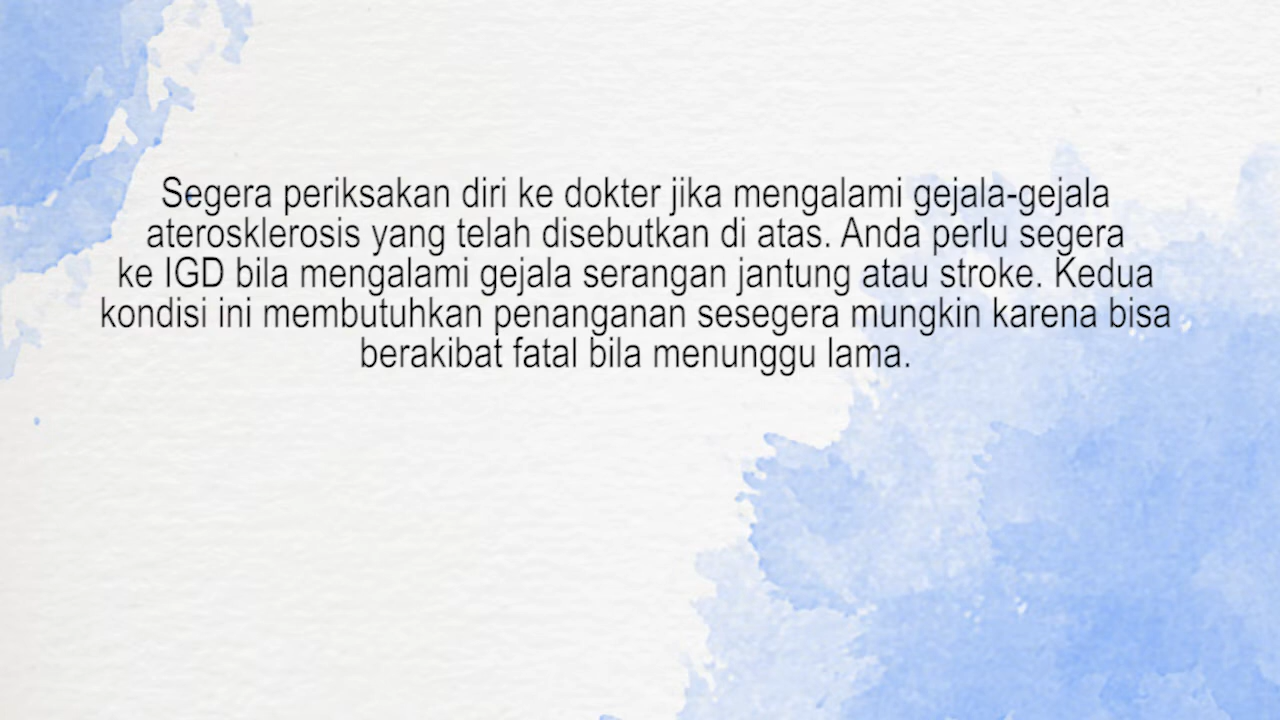 Segera periksakan diri ke dokter jika mengalami gejala-gejala
aterosklerosis yang telah disebutkan di atas. Anda perlu segera
ke IGD bila mengalami gejala serangan jantung atau stroke. Kedua
kondisi ini membutuhkan penanganan sesegera mungkin karena bisa
berakibat fatal bila menunggu lama.